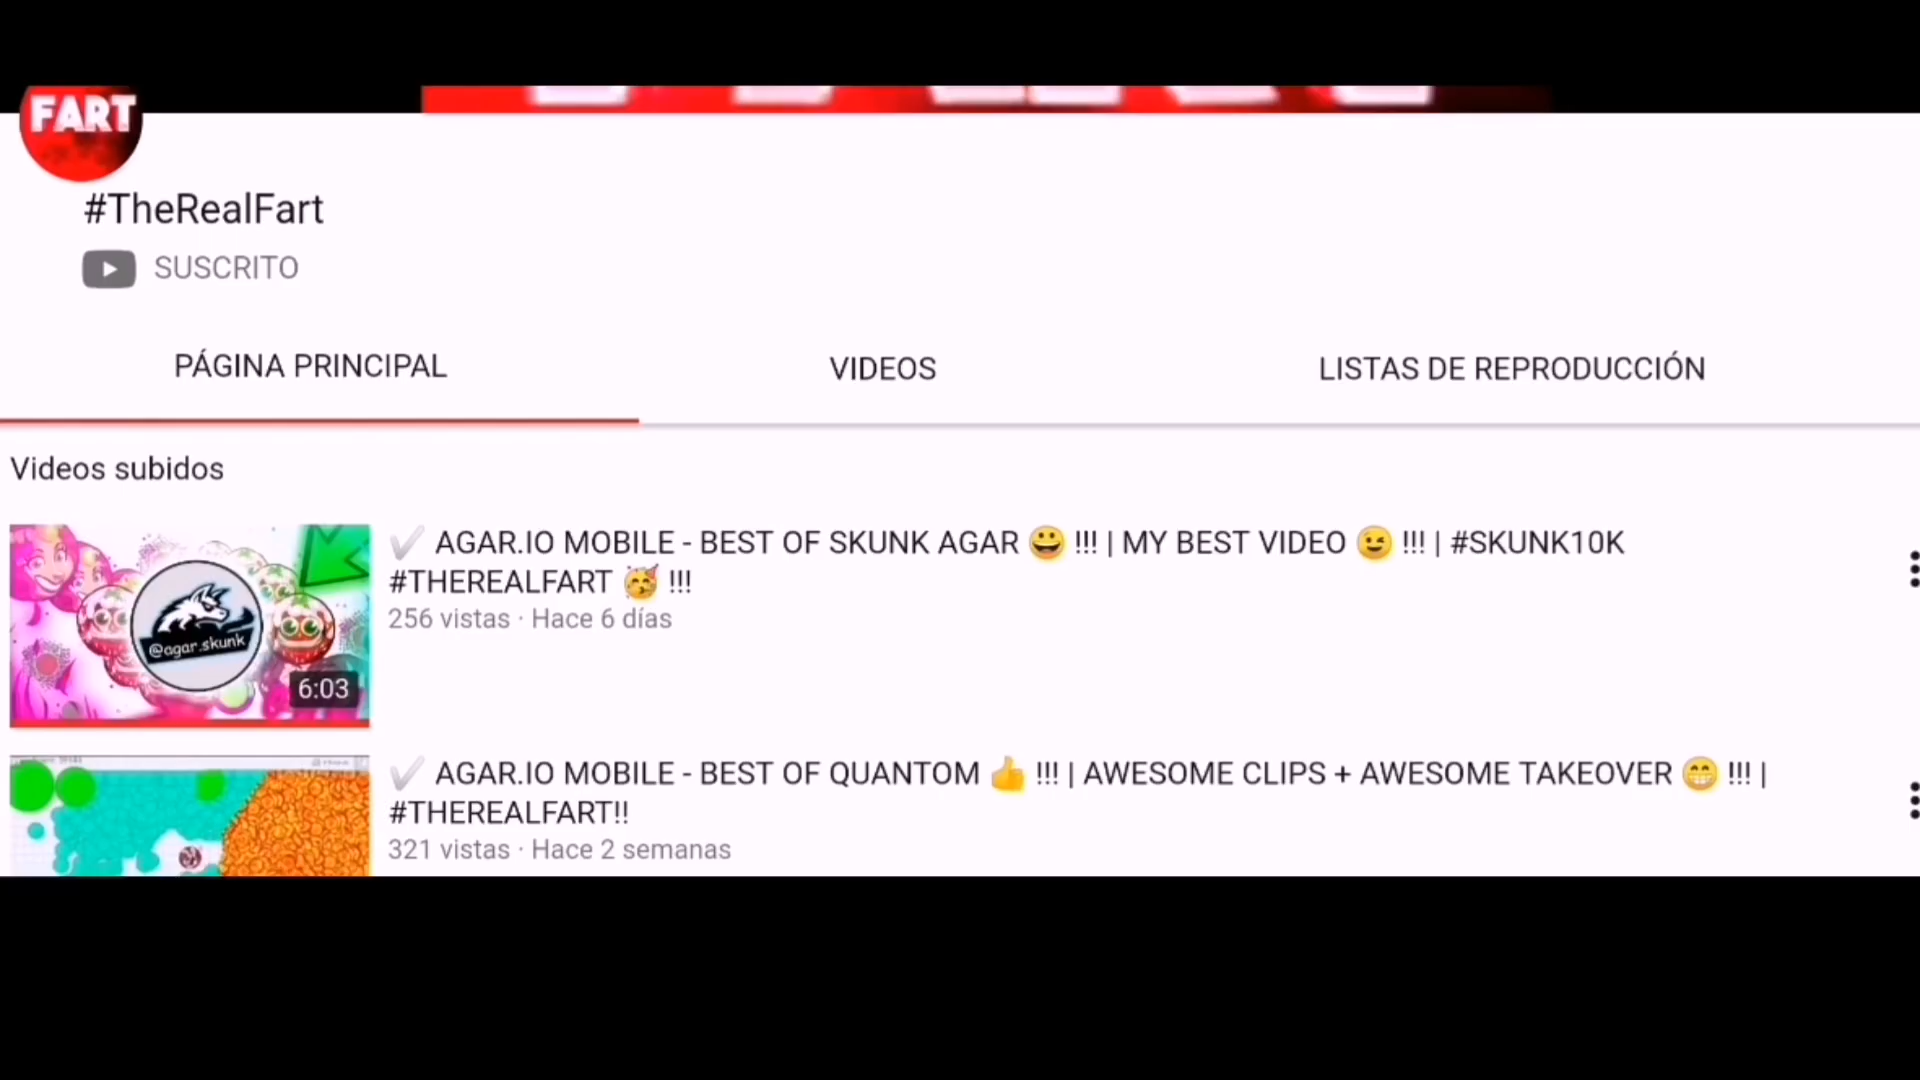 FART
#TheRealFart
SUSCRITO
PÁGINA PRINCIPAL
VIDEOS
LISTAS DE REPRODUCCIÓN
Videos subidos
@agar.skunk
6:03
✔️ AGAR.IO MOBILE - BEST OF SKUNK AGAR 😀 !!! | MY BEST VIDEO 😉 !!! | #SKUNK10K
#THEREALFART 🥳 !!!
256 vistas · Hace 6 días
✔️ AGAR.IO MOBILE - BEST OF QUANTOM 👍 !!! | AWESOME CLIPS + AWESOME TAKEOVER 😁 !!! |
#THEREALFART!!
321 vistas · Hace 2 semanas